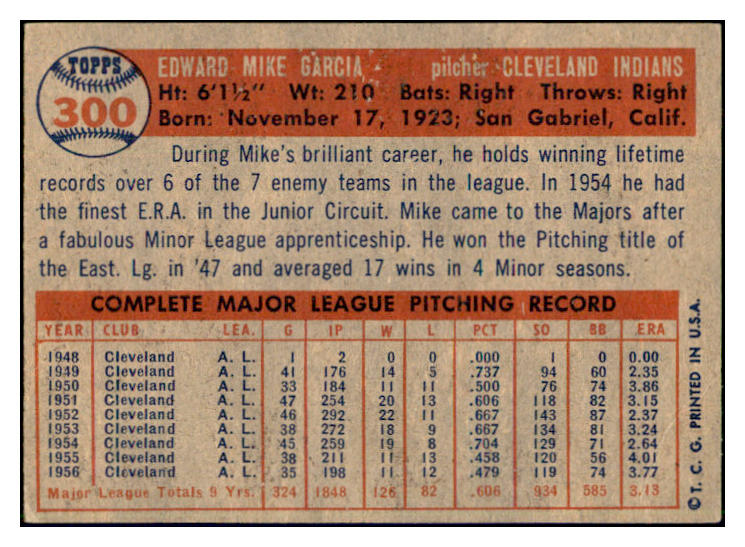 TOPPS
300
EDWARD MIKE GARCIA, pitcher CLEVELAND INDIANS
Ht: 6'1½" Wt: 210 Bats: Right Throws: Right
Born: November 17, 1923; San Gabriel, Calif.
During Mike's brilliant career, he holds winning lifetime
records over 6 of the 7 enemy teams in the league. In 1954 he had
the finest E.R.A. in the Junior Circuit. Mike came to the Majors after
a fabulous Minor League apprenticeship. He won the Pitching title of
the East. Lg. in '47 and averaged 17 wins in 4 Minor seasons.
COMPLETE MAJOR LEAGUE PITCHING RECORD
YEAR CLUB LEA. G IP W L PCT SO BB ERA
1948 Cleveland A. L. 1 2 0 0 .000 1 0 0.00
1949 Cleveland A. L. 41 176 14 5 .737 94 60 2.35
1950 Cleveland A. L. 33 184 11 11 .500 76 74 3.86
1951 Cleveland A. L. 47 254 20 13 .606 118 82 3.15
1952 Cleveland A. L. 46 292 22 11 .667 143 87 2.37
1953 Cleveland A. L. 38 272 18 9 .667 134 81 3.24
1954 Cleveland A. L. 45 259 19 8 .704 129 71 2.64
1955 Cleveland A. L. 38 211 11 13 .458 120 56 4.01
1956 Cleveland A. L. 35 198 11 12 .479 119 74 3.77
Major League Totals 9 Yrs. 324 1848 126 82 .606 934 585 3.13
© T. C. G. PRINTED IN U.S.A.